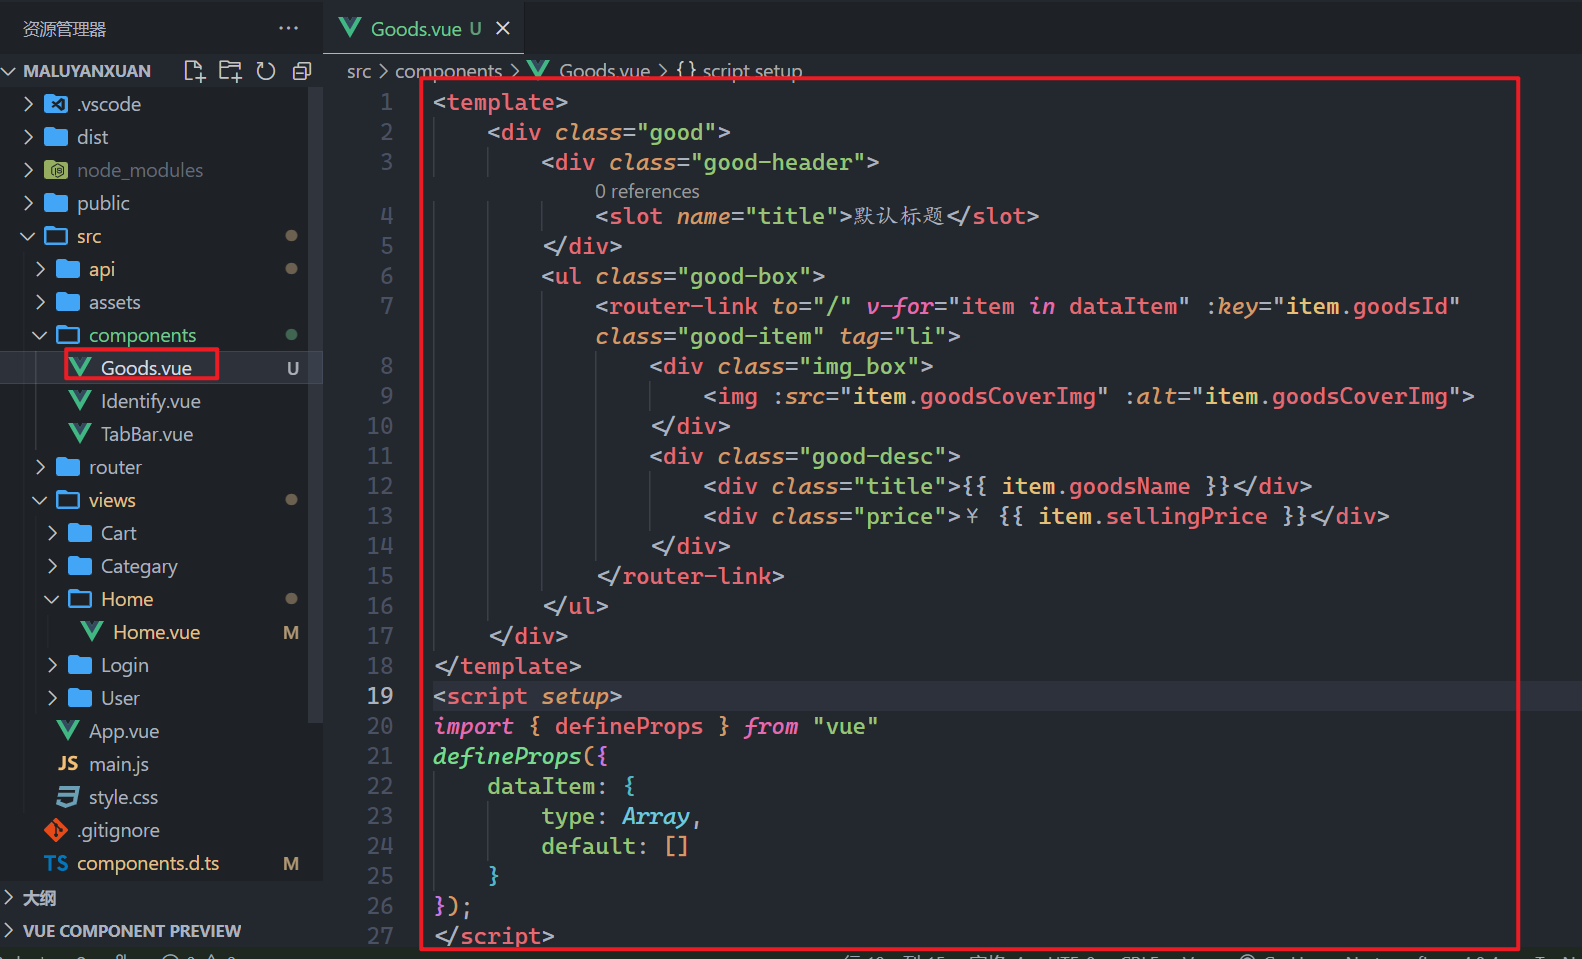 资源管理器
···
Goods.vue U
MALUYANXUAN
src > components > Goods.vue > {} script setup
.vscode
dist
node_modules
public
src
api
assets
components
Goods.vue U
Identify.vue
TabBar.vue
router
views
Cart
Categary
Home
Home.vue M
Login
User
App.vue
JS main.js
style.css
.gitignore
TS components.d.ts M
大纲
VUE COMPONENT PREVIEW
1 <template>
2 <div class="good">
3 <div class="good-header">
0 references
4 <slot name="title">默认标题</slot>
5 </div>
6 <ul class="good-box">
7 <router-link to="/" v-for="item in dataItem" :key="item.goodsId"
class="good-item" tag="li">
8 <div class="img_box">
9 <img :src="item.goodsCoverImg" :alt="item.goodsCoverImg">
10 </div>
11 <div class="good-desc">
12 <div class="title">{{ item.goodsName }}</div>
13 <div class="price">¥ {{ item.sellingPrice }}</div>
14 </div>
15 </router-link>
16 </ul>
17 </div>
18 </template>
19 <script setup>
20 import { defineProps } from "vue"
21 defineProps({
22 dataItem: {
23 type: Array,
24 default: []
25 }
26 });
27 </script>